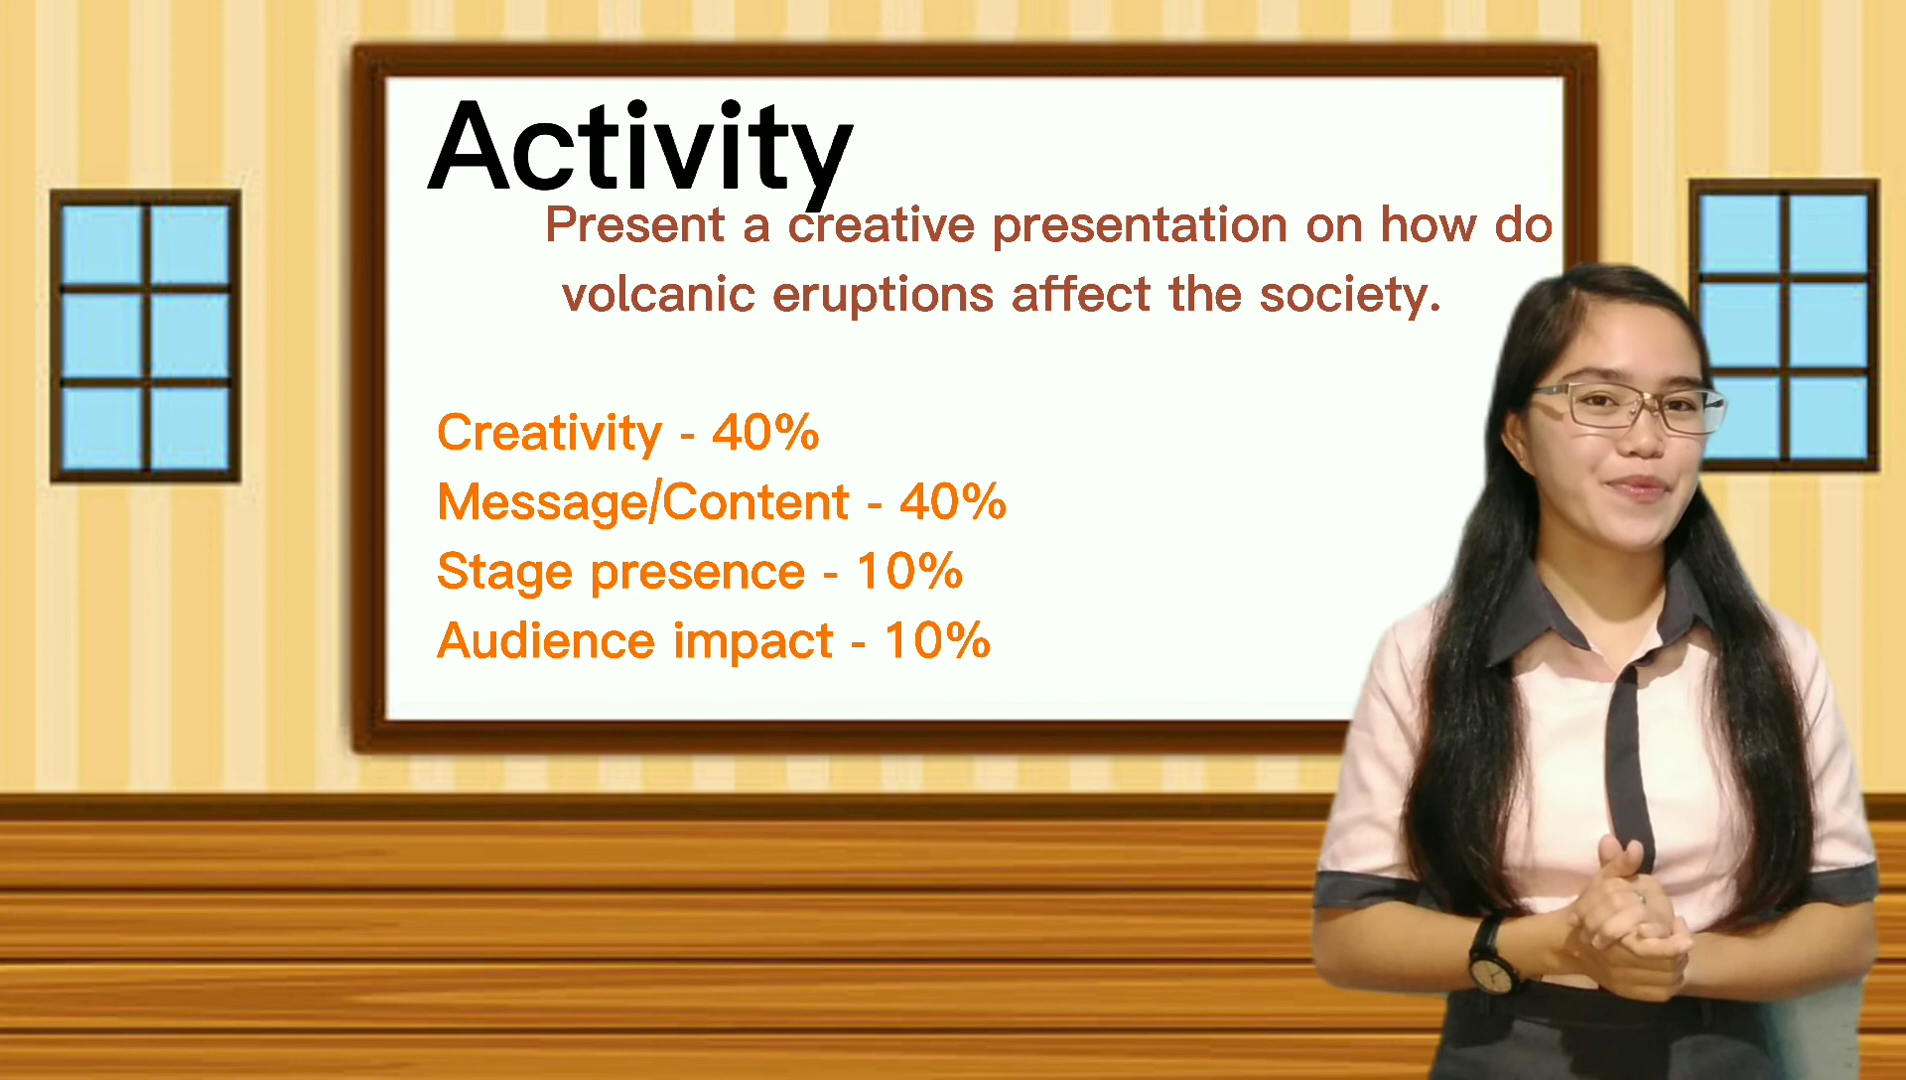 Activity
Present a creative presentation on how do
volcanic eruptions affect the society.
Creativity - 40%
Message/Content - 40%
Stage presence - 10%
Audience impact - 10%